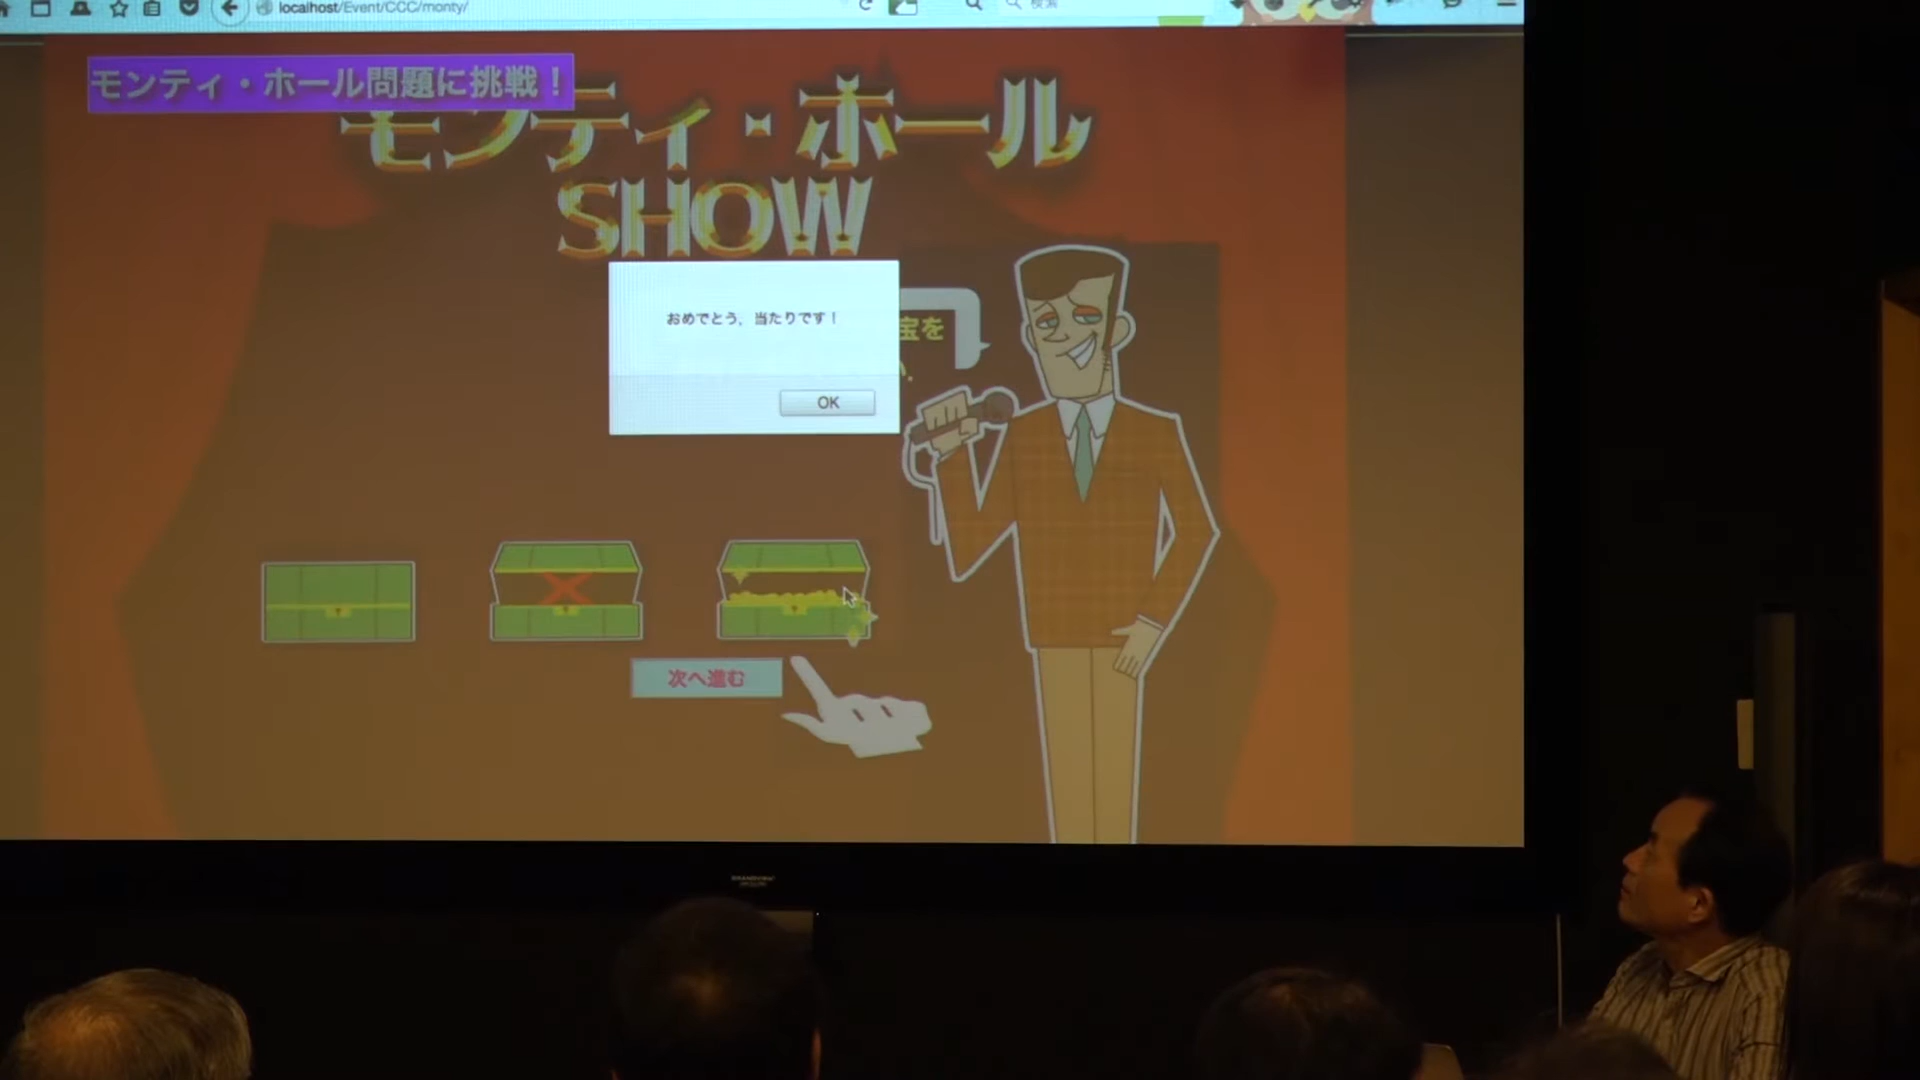 localhost/Event/CCC/monty/
検索
モンティ・ホール問題に挑戦！
モンティ・ホール
SHOW
おめでとう、当たりです！
宝を
OK
次へ進む